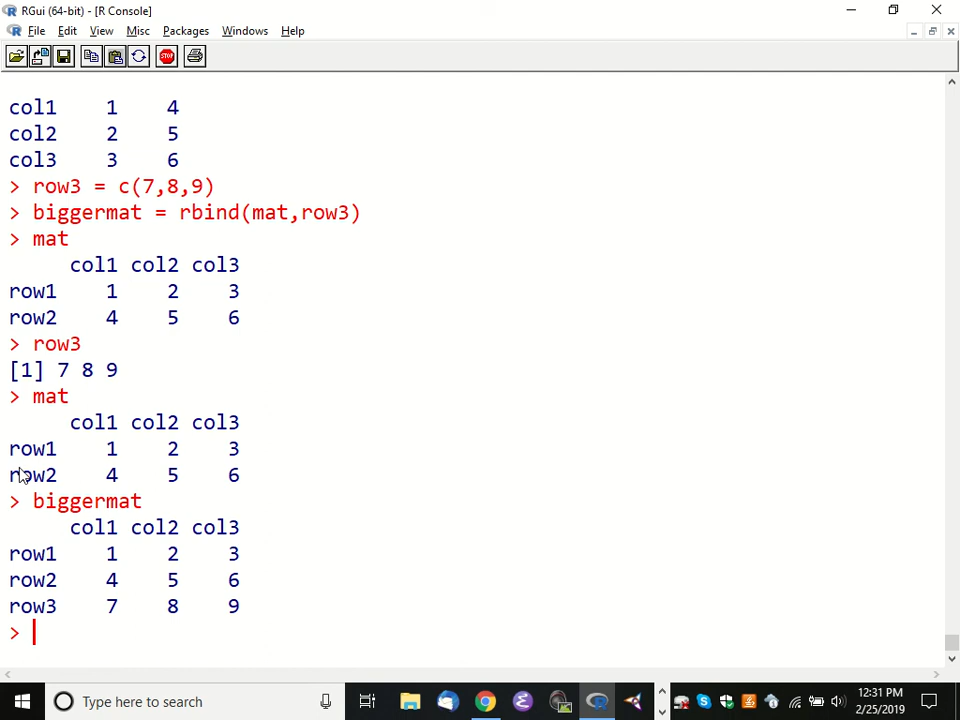 RGui (64-bit) - [R Console]
File Edit View Misc Packages Windows Help
STOP
col1 1 4
col2 2 5
col3 3 6
> row3 = c(7,8,9)
> biggermat = rbind(mat,row3)
> mat
col1 col2 col3
row1 1 2 3
row2 4 5 6
> row3
[1] 7 8 9
> mat
col1 col2 col3
row1 1 2 3
row2 4 5 6
> biggermat
col1 col2 col3
row1 1 2 3
row2 4 5 6
row3 7 8 9
>
Type here to search
12:31 PM
2/25/2019